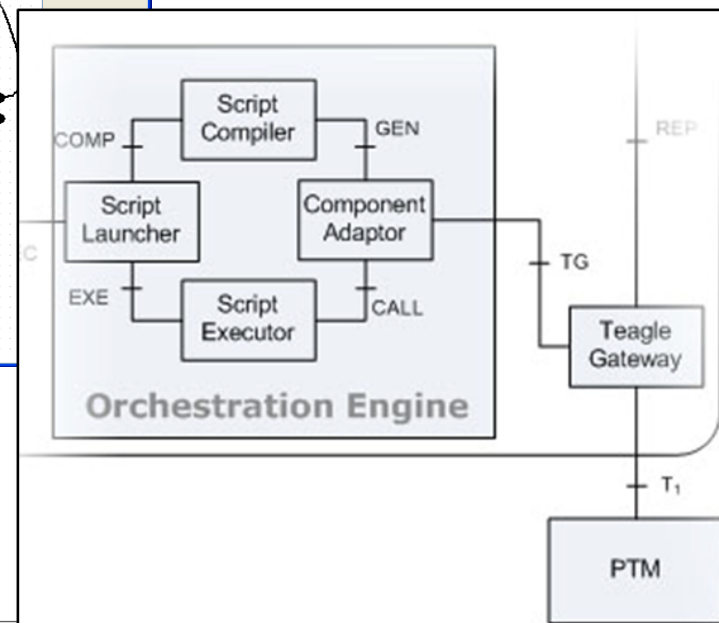 Script
Compiler
COMP
GEN
REP
Script
Launcher
Component
Adaptor
C
TG
EXE
Script
Executor
CALL
Teagle
Gateway
Orchestration Engine
T₁
PTM